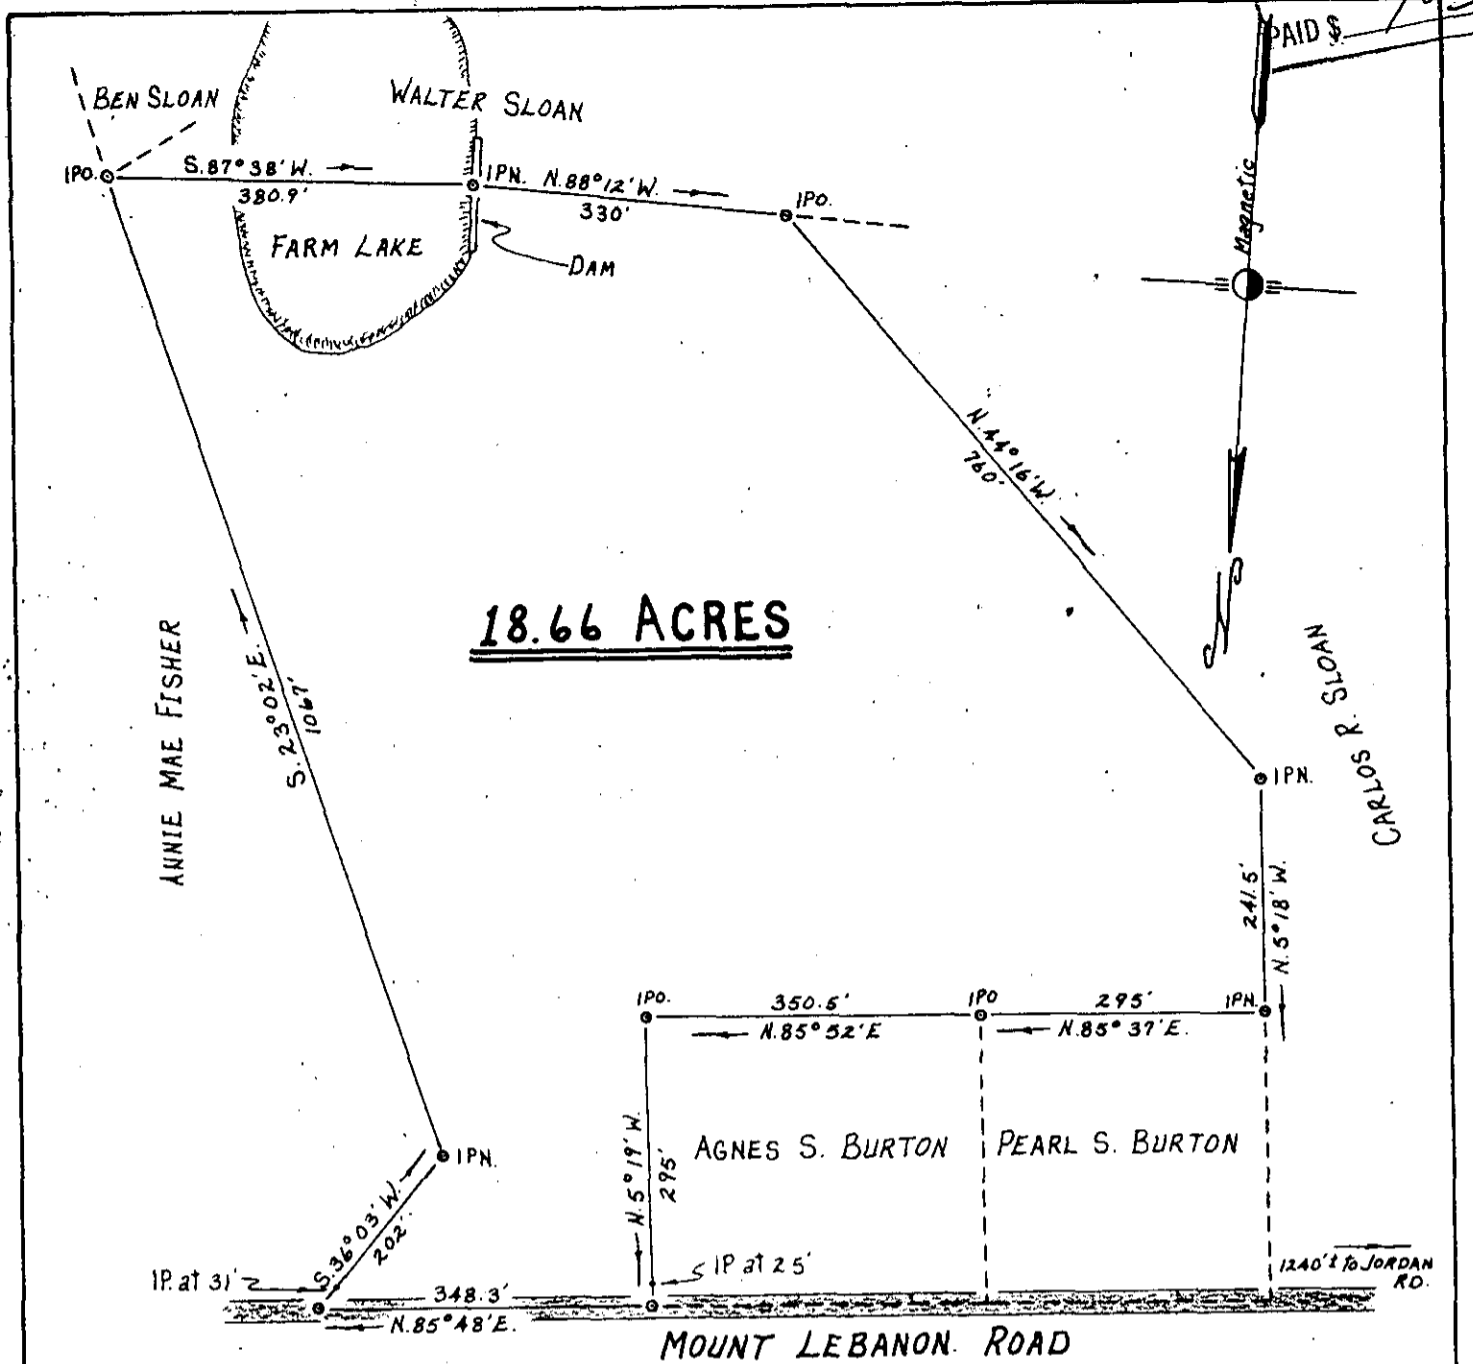 PAID $
BEN SLOAN
WALTER SLOAN
IPO.
S.87°38'W.
380.9'
IPN.
N.88°12'W.
330'
IPO.
FARM LAKE
DAM
Magnetic
N
N.44°16'W.
760'
18.66 ACRES
ANNIE MAE FISHER
S.23°02'E.
1067'
CARLOS R. SLOAN
IPN.
241.5'
N.5°18'W.
IPO.
350.5'
IPO
295'
IPN.
N.85°52'E
N.85°37'E.
AGNES S. BURTON
PEARL S. BURTON
N.5°19'W.
295'
IPN.
S.36°03'W.
202'
IP. at 31'
IP at 25'
1240'± to JORDAN
RD.
348.3'
N.85°48'E.
MOUNT LEBANON ROAD